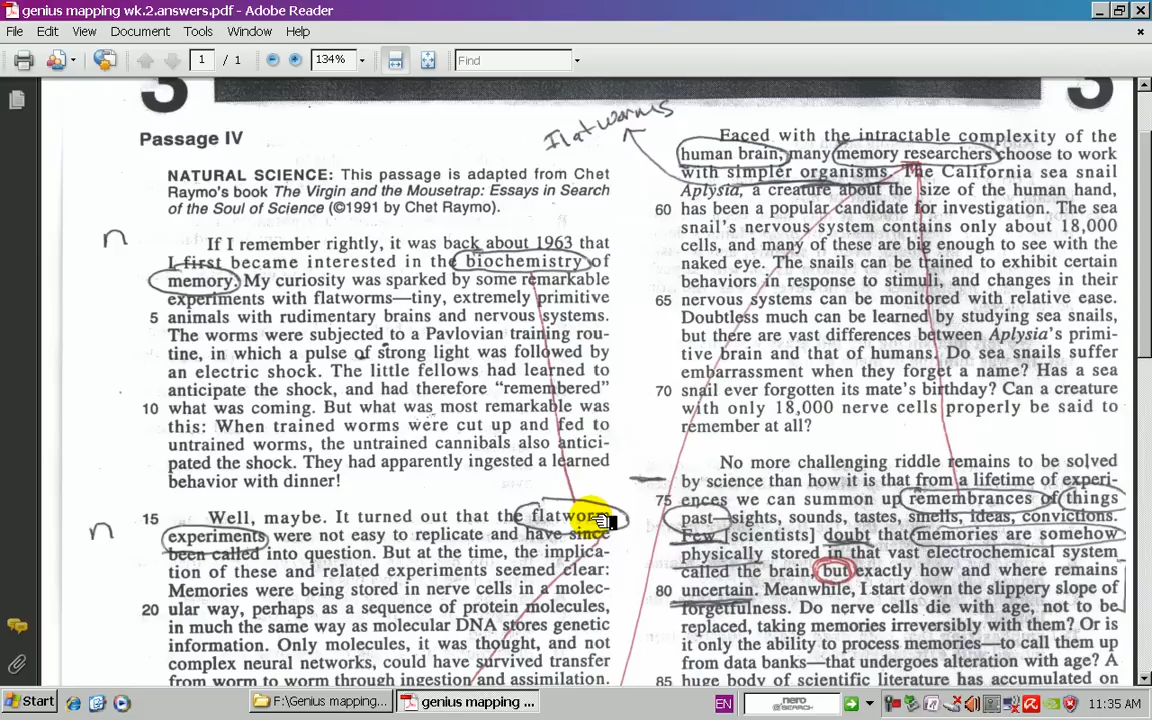 genius mapping wk.2.answers.pdf - Adobe Reader
File Edit View Document Tools Window Help
1 / 1 134% Find
3 3
Passage IV
NATURAL SCIENCE: This passage is adapted from Chet
Raymo's book The Virgin and the Mousetrap: Essays in Search
of the Soul of Science (©1991 by Chet Raymo).
n
If I remember rightly, it was back about 1963 that
I first became interested in the biochemistry of
memory. My curiosity was sparked by some remarkable
experiments with flatworms—tiny, extremely primitive
5 animals with rudimentary brains and nervous systems.
The worms were subjected to a Pavlovian training rou-
tine, in which a pulse of strong light was followed by
an electric shock. The little fellows had learned to
anticipate the shock, and had therefore "remembered"
10 what was coming. But what was most remarkable was
this: When trained worms were cut up and fed to
untrained worms, the untrained cannibals also antici-
pated the shock. They had apparently ingested a learned
behavior with dinner!
n
15 Well, maybe. It turned out that the flatworm
experiments were not easy to replicate and have since
been called into question. But at the time, the implica-
tion of these and related experiments seemed clear:
Memories were being stored in nerve cells in a molec-
20 ular way, perhaps as a sequence of protein molecules,
in much the same way as molecular DNA stores genetic
information. Only molecules, it was thought, and not
complex neural networks, could have survived transfer
from worm to worm through ingestion and assimilation.
flatworms
Faced with the intractable complexity of the
human brain, many memory researchers choose to work
with simpler organisms. The California sea snail
Aplysia, a creature about the size of the human hand,
60 has been a popular candidate for investigation. The sea
snail's nervous system contains only about 18,000
cells, and many of these are big enough to see with the
naked eye. The snails can be trained to exhibit certain
behaviors in response to stimuli, and changes in their
65 nervous systems can be monitored with relative ease.
Doubtless much can be learned by studying sea snails,
but there are vast differences between Aplysia's primi-
tive brain and that of humans. Do sea snails suffer
embarrassment when they forget a name? Has a sea
70 snail ever forgotten its mate's birthday? Can a creature
with only 18,000 nerve cells properly be said to
remember at all?
No more challenging riddle remains to be solved
by science than how it is that from a lifetime of experi-
75 ences we can summon up remembrances of things
past—sights, sounds, tastes, smells, ideas, convictions.
Few [scientists] doubt that memories are somehow
physically stored in that vast electrochemical system
called the brain, but exactly how and where remains
80 uncertain. Meanwhile, I start down the slippery slope of
forgetfulness. Do nerve cells die with age, not to be
replaced, taking memories irreversibly with them? Or is
it only the ability to process memories—to call them up
from data banks—that undergoes alteration with age? A
85 huge body of scientific literature has accumulated on
Start F:\Genius mapping... genius mapping ... EN nero SEARCH 11:35 AM